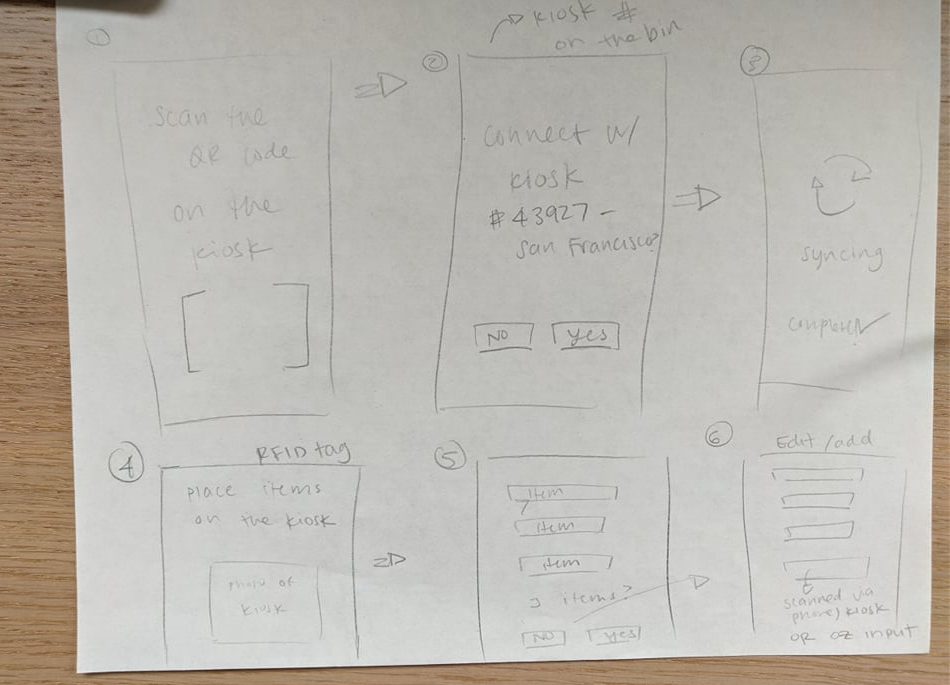 ①
scan the
QR code
on the
kiosk
→ kiosk #
on the bin
②
connect w/
kiosk
#43927 -
San Francisco?
NO
Yes
③
syncing
complete✓
④
RFID tag
place items
on the kiosk
photo of
kiosk
⑤
item
item
item
3 items?
NO
Yes
⑥
Edit/add
scanned via
phone/kiosk
OR OZ input